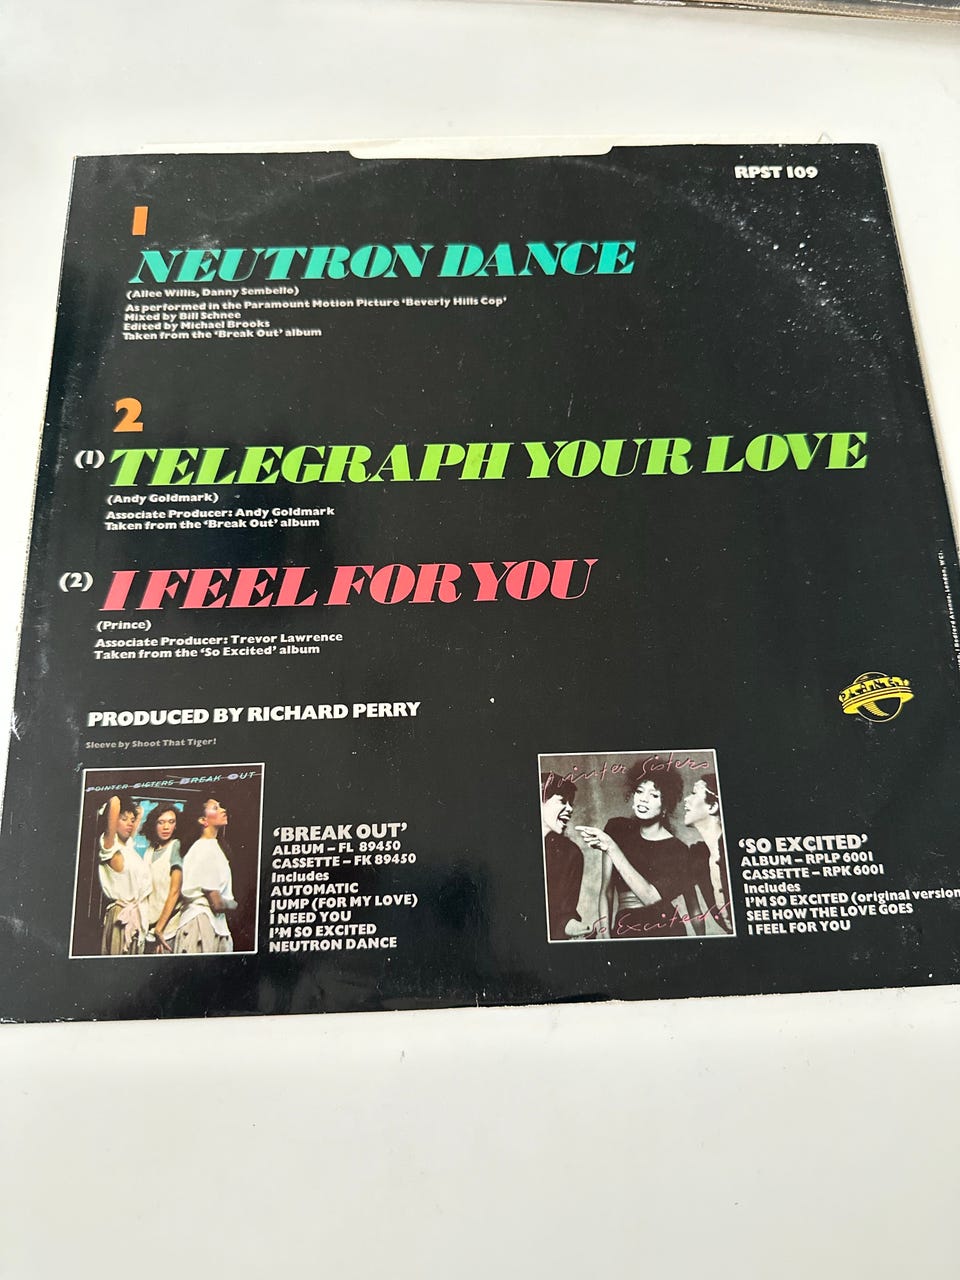 RPST 109
1
NEUTRON DANCE
(Allee Willis, Danny Sembello)
As performed in the Paramount Motion Picture ‘Beverly Hills Cop’
Mixed by Bill Schnee
Edited by Michael Brooks
Taken from the ‘Break Out’ album
2
(1) TELEGRAPH YOUR LOVE
(Andy Goldmark)
Associate Producer: Andy Goldmark
Taken from the ‘Break Out’ album
(2) I FEEL FOR YOU
(Prince)
Associate Producer: Trevor Lawrence
Taken from the ‘So Excited’ album
PLANET
PRODUCED BY RICHARD PERRY
Sleeve by Shoot That Tiger!
POINTER SISTERS BREAK OUT
‘BREAK OUT’
ALBUM – FL 89450
CASSETTE – FK 89450
Includes
AUTOMATIC
JUMP (FOR MY LOVE)
I NEED YOU
I'M SO EXCITED
NEUTRON DANCE
Pointer Sisters
So Excited!
‘SO EXCITED’
ALBUM – RPLP 6001
CASSETTE – RPK 6001
Includes
I'M SO EXCITED (original version
SEE HOW THE LOVE GOES
I FEEL FOR YOU
Bedford Avenue, London, WC1.